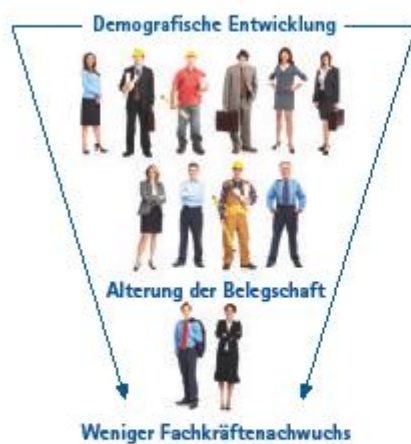 Demografische Entwicklung
Alterung der Belegschaft
Weniger Fachkräftenachwuchs